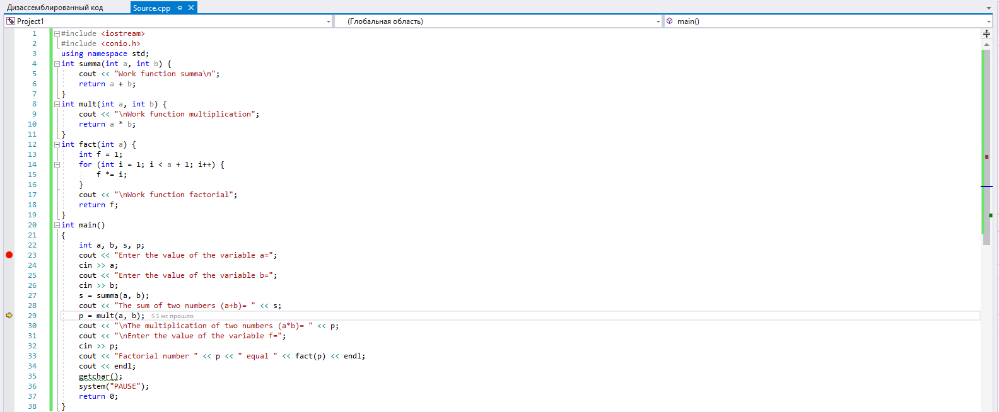 Дизассемблированный код Source.cpp
Project1 (Глобальная область) main()
1 #include <iostream>
2 #include <conio.h>
3 using namespace std;
4 int summa(int a, int b) {
5 cout << "Work function summa\n";
6 return a + b;
7 }
8 int mult(int a, int b) {
9 cout << "\nWork function multiplication";
10 return a * b;
11 }
12 int fact(int a) {
13 int f = 1;
14 for (int i = 1; i < a + 1; i++) {
15 f *= i;
16 }
17 cout << "\nWork function factorial";
18 return f;
19 }
20 int main()
21 {
22 int a, b, s, p;
23 cout << "Enter the value of the variable a=";
24 cin >> a;
25 cout << "Enter the value of the variable b=";
26 cin >> b;
27 s = summa(a, b);
28 cout << "The sum of two numbers (a+b)= " << s;
29 p = mult(a, b); ≤ 1 мс прошло
30 cout << "\nThe multiplication of two numbers (a*b)= " << p;
31 cout << "\nEnter the value of the variable f=";
32 cin >> p;
33 cout << "Factorial number " << p << " equal " << fact(p) << endl;
34 cout << endl;
35 getchar();
36 system("PAUSE");
37 return 0;
38 }